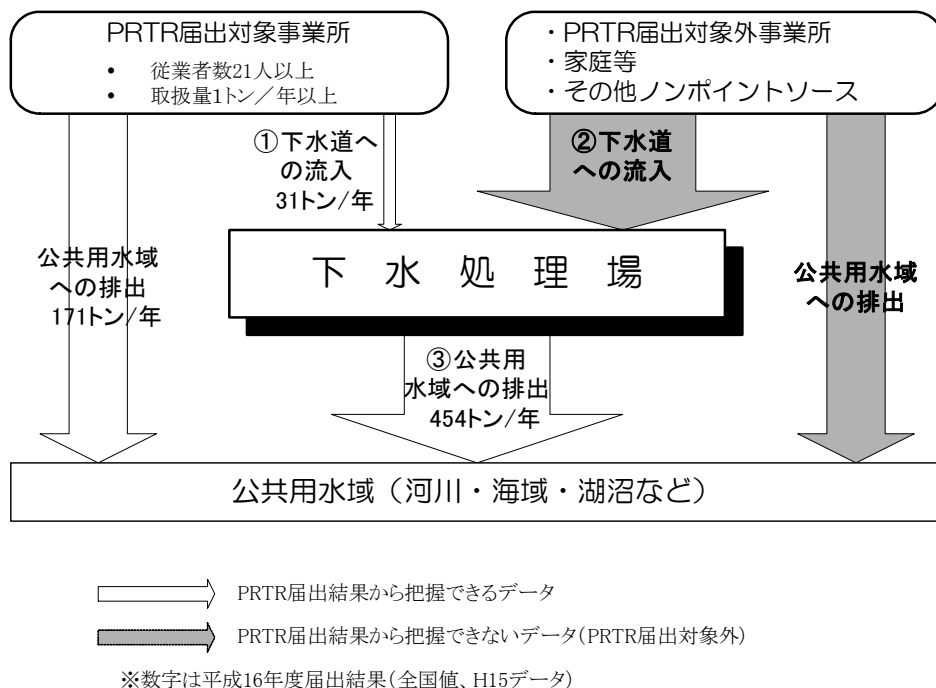 PRTR届出対象事業所
• 従業者数21人以上
• 取扱量1トン／年以上
・PRTR届出対象外事業所
・家庭等
・その他ノンポイントソース
①下水道へ
の流入
31トン/年
②下水道
への流入
公共用水域
への排出
171トン/年
下水処理場
公共用水域
への排出
③公共用
水域への排出
454トン/年
公共用水域（河川・海域・湖沼など）
PRTR届出結果から把握できるデータ
PRTR届出結果から把握できないデータ(PRTR届出対象外)
※数字は平成16年度届出結果(全国値、H15データ)